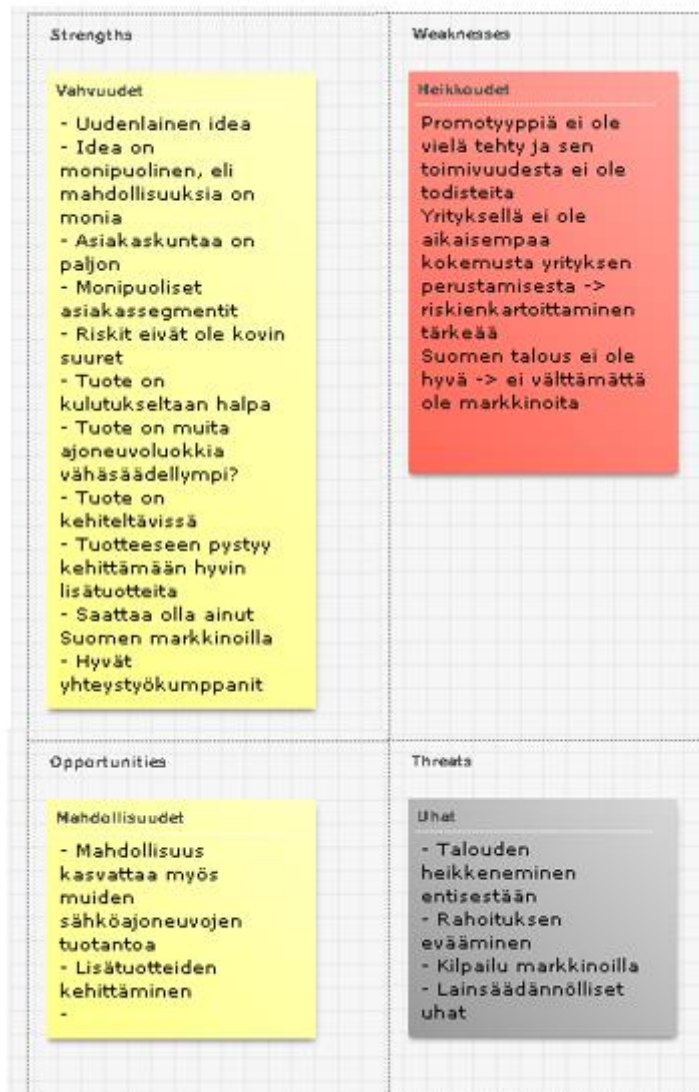 Strengths
Vahvuudet
- Uudenlainen idea
- Idea on
monipuolinen, eli
mahdollisuuksia on
monia
- Asiakaskuntaa on
paljon
- Monipuoliset
asiakassegmentit
- Riskit eivät ole kovin
suuret
- Tuote on
kulutukseltaan halpa
- Tuote on muita
ajoneuvoluokkia
vähäsäädellympi?
- Tuote on
kehiteltävissä
- Tuotteeseen pystyy
kehittämään hyvin
lisätuotteita
- Saattaa olla ainut
Suomen markkinoilla
- Hyvät
yhteystyökumppanit
Weaknesses
Heikkoudet
Promotyyppiä ei ole
vielä tehty ja sen
toimivuudesta ei ole
todisteita
Yrityksellä ei ole
aikaisempaa
kokemusta yrityksen
perustamisesta ->
riskienkartoittaminen
tärkeää
Suomen talous ei ole
hyvä -> ei välttämättä
ole markkinoita
Opportunities
Mahdollisuudet
- Mahdollisuus
kasvattaa myös
muiden
sähköajoneuvojen
tuotantoa
- Lisätuotteiden
kehittäminen
-
Threats
Uhat
- Talouden
heikkeneminen
entisestään
- Rahoituksen
evääminen
- Kilpailu markkinoilla
- Lainsäädännölliset
uhat